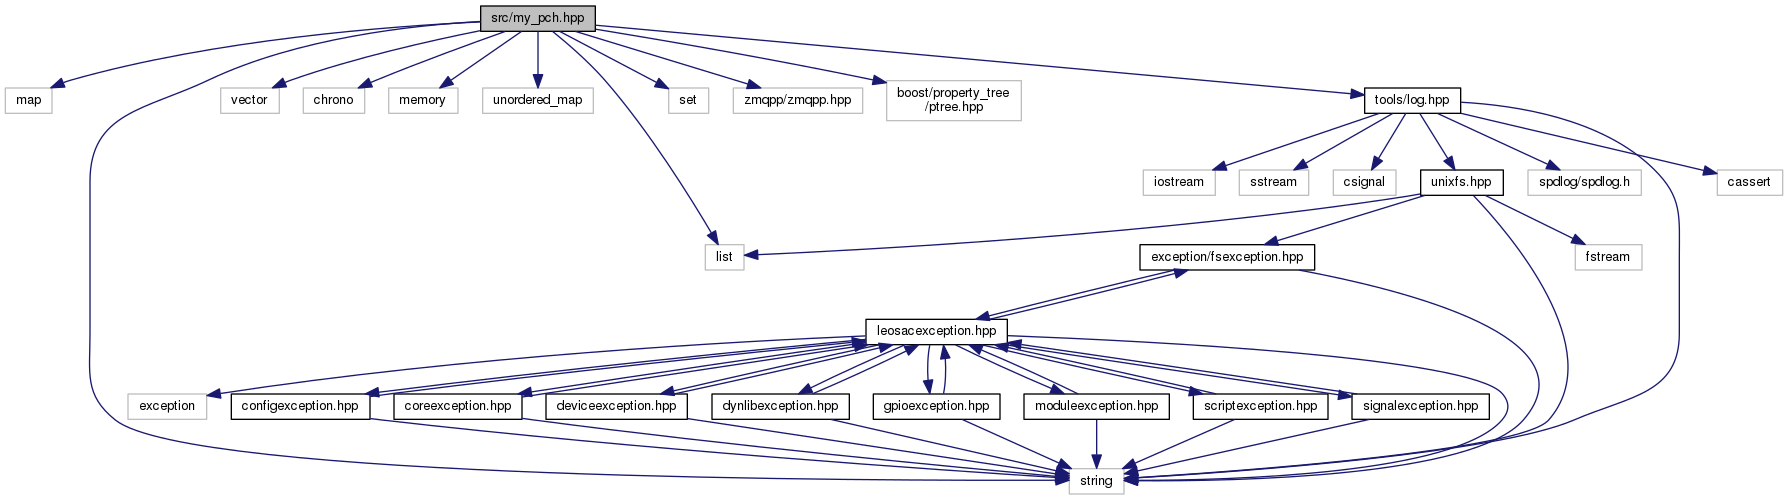 src/my_pch.hpp
map
vector
chrono
memory
unordered_map
set
zmqpp/zmqpp.hpp
boost/property_tree
/ptree.hpp
tools/log.hpp
iostream
sstream
csignal
unixfs.hpp
spdlog/spdlog.h
cassert
list
exception/fsexception.hpp
fstream
leosacexception.hpp
exception
configexception.hpp
coreexception.hpp
deviceexception.hpp
dynlibexception.hpp
gpioexception.hpp
moduleexception.hpp
scriptexception.hpp
signalexception.hpp
string